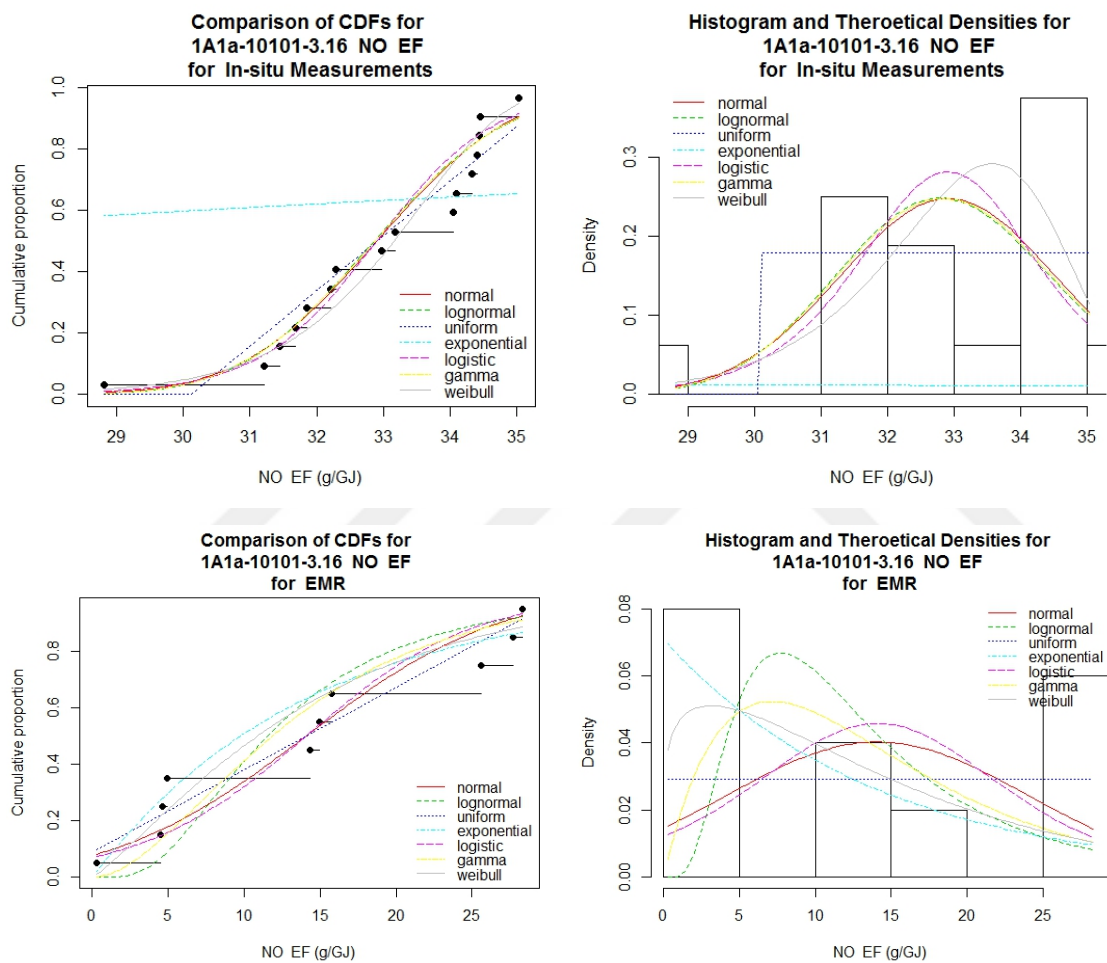 Comparison of CDFs for
1A1a-10101-3.16 NO EF
for In-situ Measurements
Cumulative proportion
1.0
0.8
0.6
0.4
0.2
0.0
normal
lognormal
uniform
exponential
logistic
gamma
weibull
29 30 31 32 33 34 35
NO EF (g/GJ)
Histogram and Theroetical Densities for
1A1a-10101-3.16 NO EF
for In-situ Measurements
normal
lognormal
uniform
exponential
logistic
gamma
weibull
Density
0.3
0.2
0.1
0.0
29 30 31 32 33 34 35
NO EF (g/GJ)
Comparison of CDFs for
1A1a-10101-3.16 NO EF
for EMR
Cumulative proportion
0.8
0.6
0.4
0.2
0.0
normal
lognormal
uniform
exponential
logistic
gamma
weibull
0 5 10 15 20 25
NO EF (g/GJ)
Histogram and Theroetical Densities for
1A1a-10101-3.16 NO EF
for EMR
normal
lognormal
uniform
exponential
logistic
gamma
weibull
Density
0.08
0.06
0.04
0.02
0.00
0 5 10 15 20 25
NO EF (g/GJ)